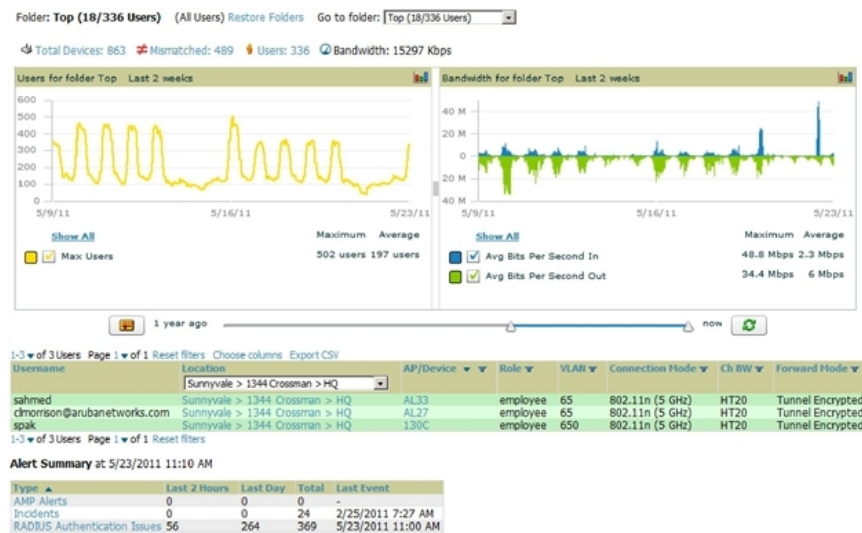 Folder: Top (18/336 Users) (All Users) Restore Folders Go to folder: Top (18/336 Users)
Total Devices: 863 Mismatched: 489 Users: 336 Bandwidth: 15297 Kbps
Users for folder Top Last 2 weeks
600
500
400
300
200
100
0
5/9/11 5/16/11 5/23/11
Show All Maximum Average
Max Users 502 users 197 users
Bandwidth for folder Top Last 2 weeks
40 M
20 M
0
20 M
40 M
5/9/11 5/16/11 5/23/11
Show All Maximum Average
Avg Bits Per Second In 48.8 Mbps 2.3 Mbps
Avg Bits Per Second Out 34.4 Mbps 6 Mbps
1 year ago now
1-3 of 3 Users Page 1 of 1 Reset filters Choose columns Export CSV
Username Location AP/Device Role VLAN Connection Mode Ch BW Forward Mode
Sunnyvale > 1344 Crossman > HQ
sahmed Sunnyvale > 1344 Crossman > HQ AL33 employee 65 802.11n (5 GHz) HT20 Tunnel Encrypted
clmorrison@arubanetworks.com Sunnyvale > 1344 Crossman > HQ AL27 employee 65 802.11n (5 GHz) HT20 Tunnel Encrypted
spak Sunnyvale > 1344 Crossman > HQ 130C employee 650 802.11n (5 GHz) HT20 Tunnel Encrypted
1-3 of 3 Users Page 1 of 1 Reset filters
Alert Summary at 5/23/2011 11:10 AM
Type Last 2 Hours Last Day Total Last Event
AMP Alerts 0 0 0 -
Incidents 0 0 24 2/25/2011 7:27 AM
RADIUS Authentication Issues 56 264 369 5/23/2011 11:00 AM